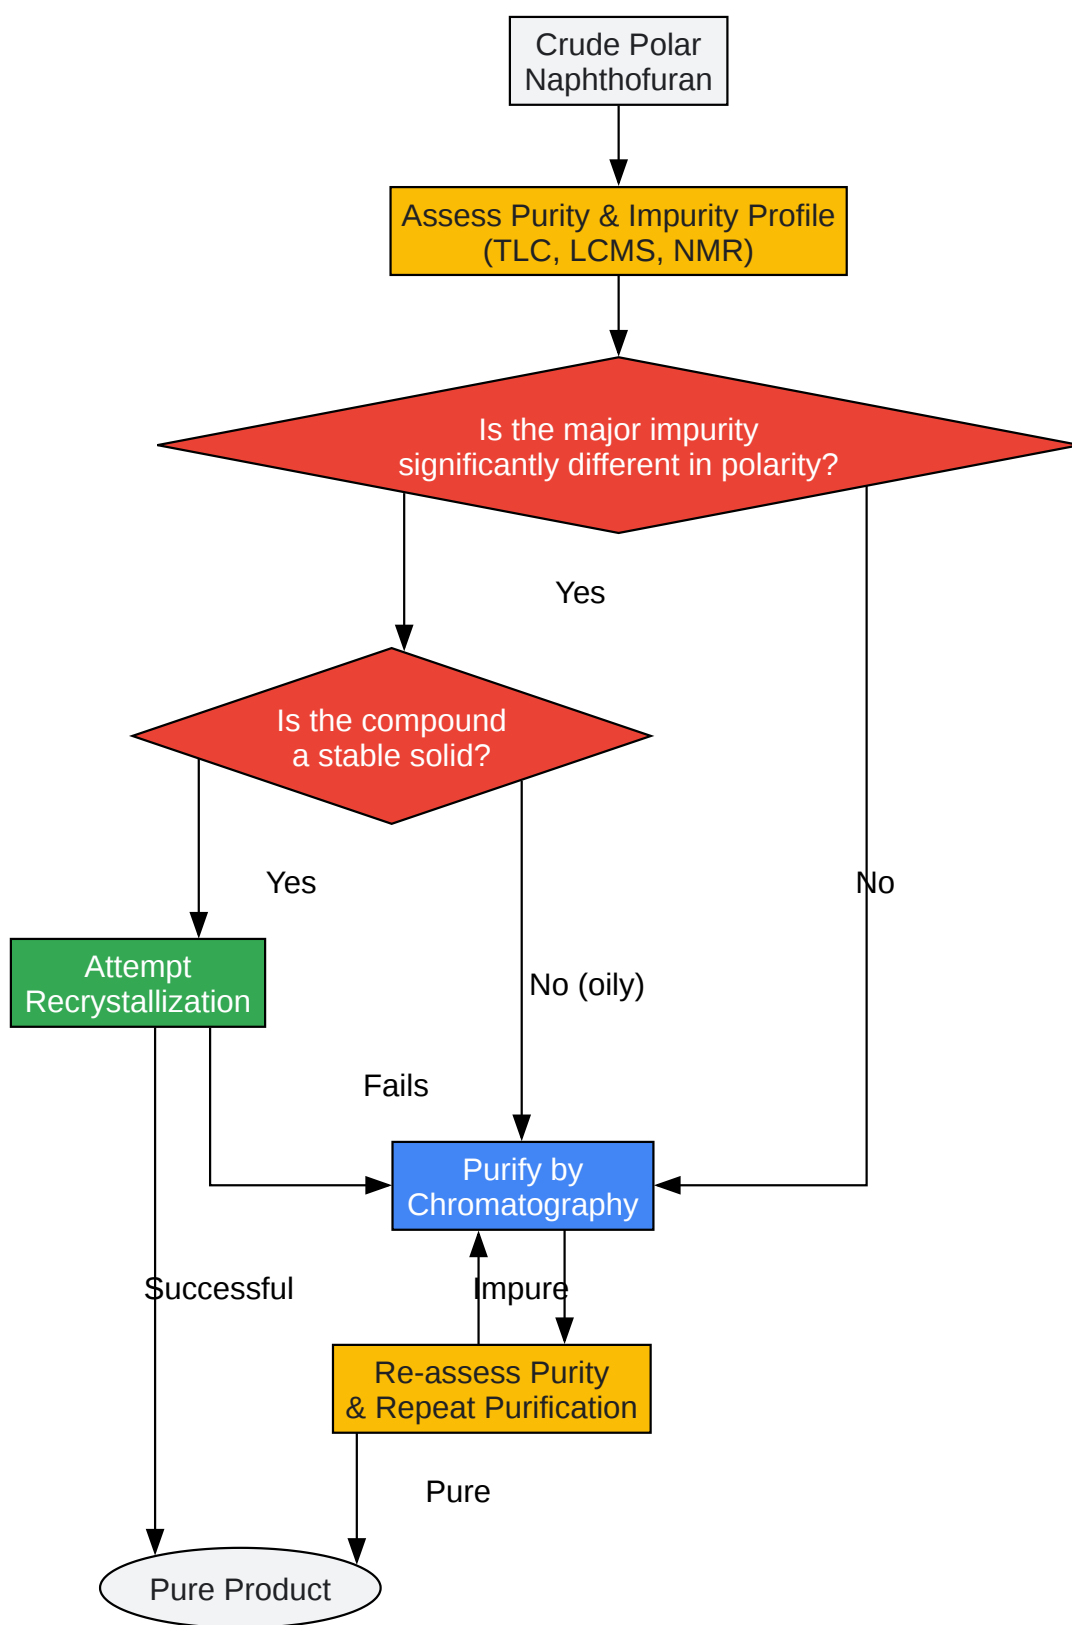 Crude Polar
Naphthofuran
Assess Purity & Impurity Profile
(TLC, LCMS, NMR)
Is the major impurity
significantly different in polarity?
Yes
Is the compound
a stable solid?
Yes
No
Attempt
Recrystallization
No (oily)
Fails
Purify by
Chromatography
Successful
Impure
Re-assess Purity
& Repeat Purification
Pure
Pure Product